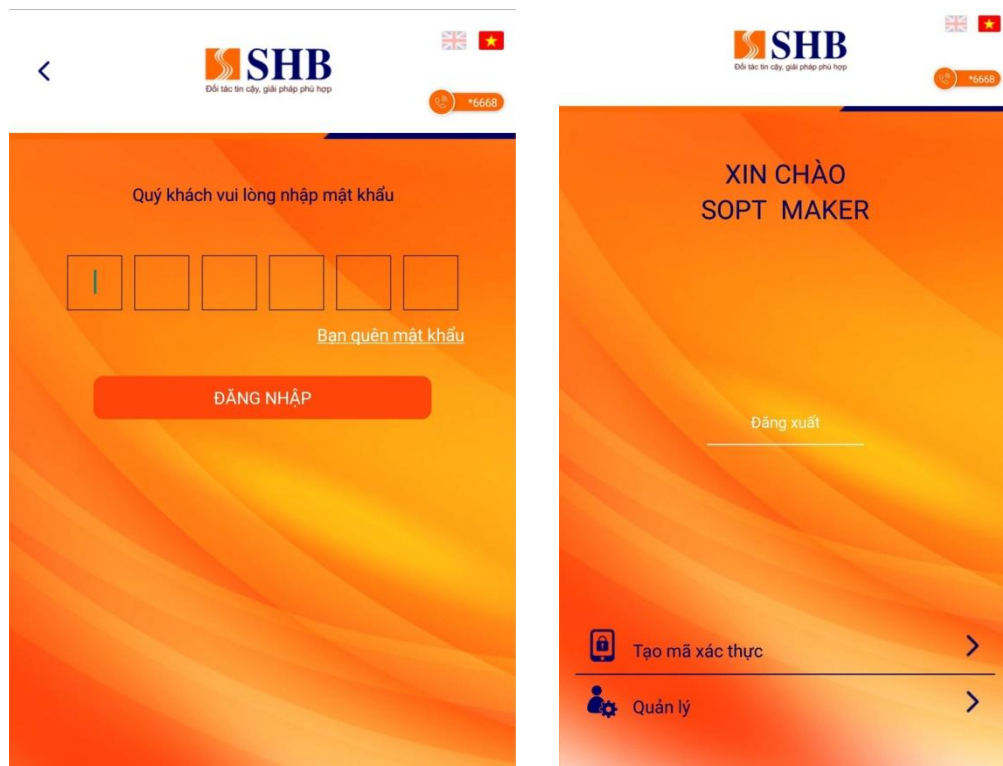 SHB
Đối tác tin cậy, giải pháp phù hợp
*6668
Quý khách vui lòng nhập mật khẩu
Bạn quên mật khẩu
ĐĂNG NHẬP
SHB
Đối tác tin cậy, giải pháp phù hợp
*6668
XIN CHÀO
SOPT MAKER
Đăng xuất
Tạo mã xác thực
Quản lý